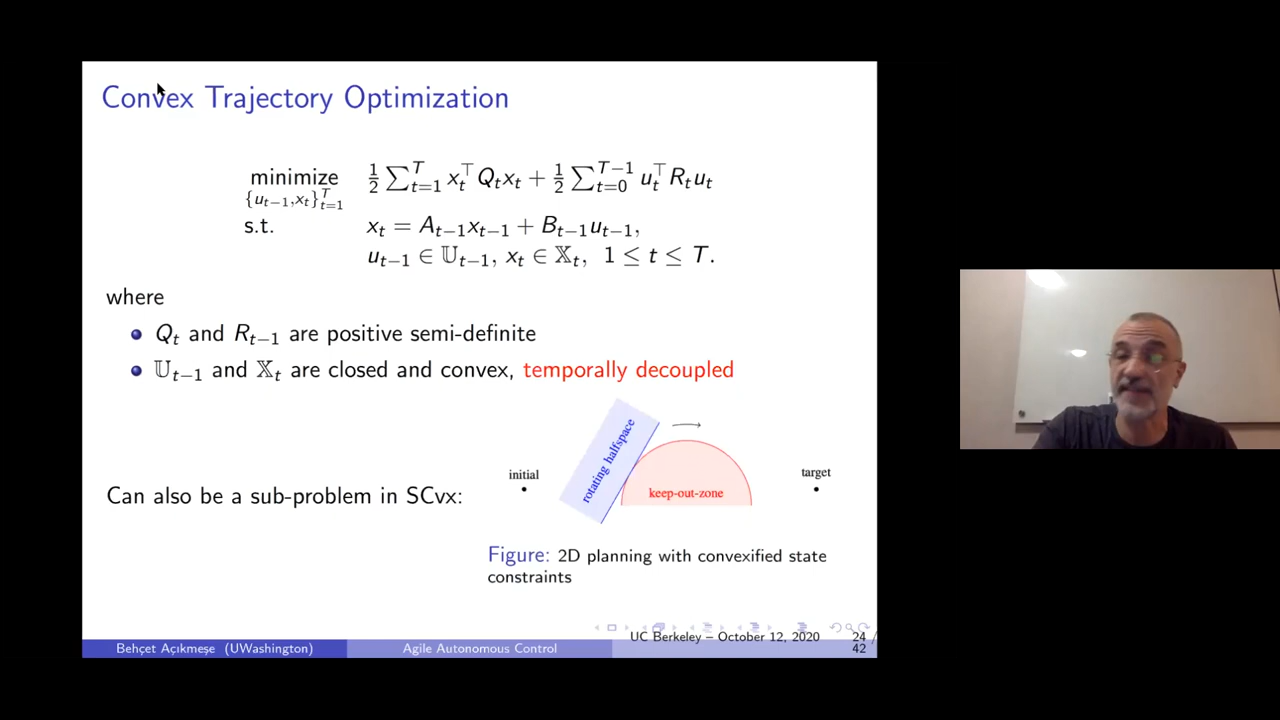 Convex Trajectory Optimization
minimize ½ ∑_{t=1}^{T} x_t^⊤ Q_t x_t + ½ ∑_{t=0}^{T−1} u_t^⊤ R_t u_t
{u_{t−1},x_t}_{t=1}^{T}
s.t. x_t = A_{t−1}x_{t−1} + B_{t−1}u_{t−1},
u_{t−1} ∈ 𝕌_{t−1}, x_t ∈ 𝕏_t, 1 ≤ t ≤ T.
where
Q_t and R_{t−1} are positive semi-definite
𝕌_{t−1} and 𝕏_t are closed and convex, temporally decoupled
Can also be a sub-problem in SCvx:
initial
rotating halfspace
keep-out-zone
target
Figure: 2D planning with convexified state
constraints
UC Berkeley – October 12, 2020
24 /
42
Behçet Açıkmeşe (UWashington)
Agile Autonomous Control